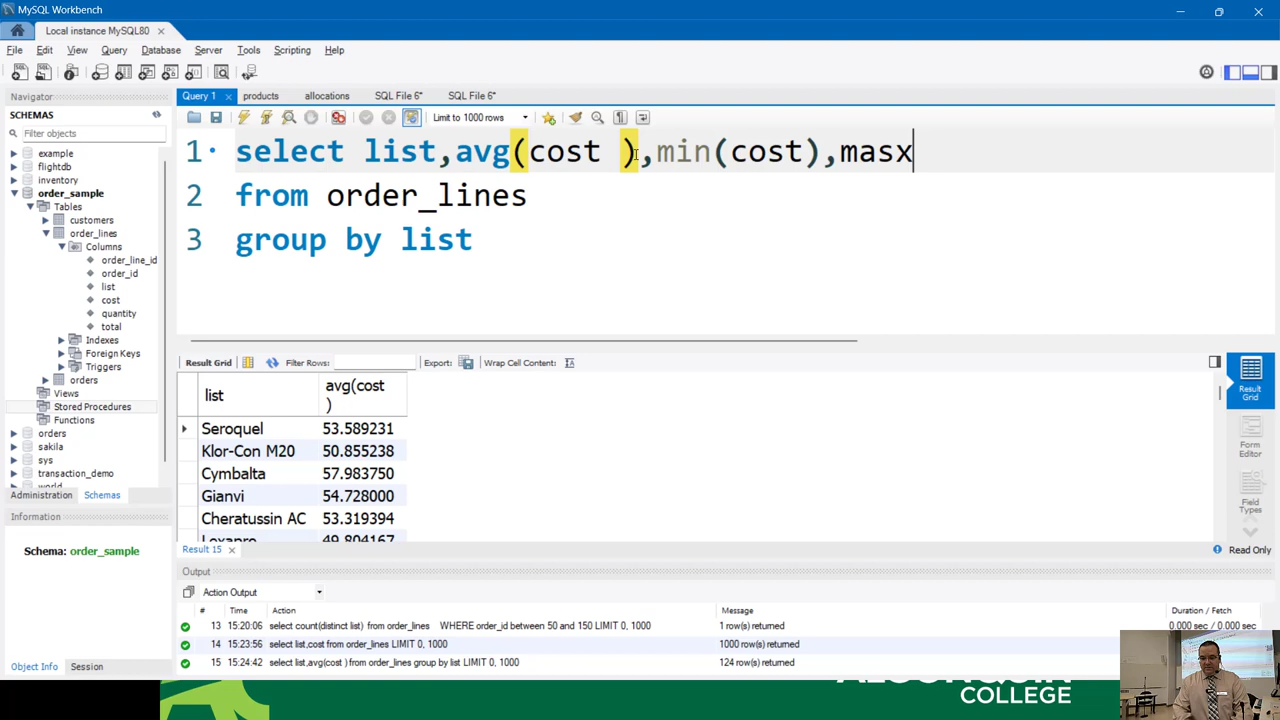 MySQL Workbench
Local instance MySQL80
File Edit View Query Database Server Tools Scripting Help
Navigator
SCHEMAS
Filter objects
example
flightdb
inventory
order_sample
Tables
customers
order_lines
Columns
order_line_id
order_id
list
cost
quantity
total
Indexes
Foreign Keys
Triggers
orders
Views
Stored Procedures
Functions
orders
sakila
sys
transaction_demo
world
Administration Schemas
Information
Schema: order_sample
Object Info Session
Query 1 products allocations SQL File 6* SQL File 6*
Limit to 1000 rows
1 select list,avg(cost ),min(cost),masx
2 from order_lines
3 group by list
Result Grid Filter Rows: Export: Wrap Cell Content:
list avg(cost )
Seroquel 53.589231
Klor-Con M20 50.855238
Cymbalta 57.983750
Gianvi 54.728000
Cheratussin AC 53.319394
Lexapro 49.804167
Result Grid
Form Editor
Field Types
Result 15
Read Only
Output
Action Output
# Time Action Message Duration / Fetch
13 15:20:06 select count(distinct list) from order_lines WHERE order_id between 50 and 150 LIMIT 0, 1000 1 row(s) returned 0.000 sec / 0.000 sec
14 15:23:56 select list,cost from order_lines LIMIT 0, 1000 1000 row(s) returned
15 15:24:42 select list,avg(cost ) from order_lines group by list LIMIT 0, 1000 124 row(s) returned
ALGONQUIN
COLLEGE